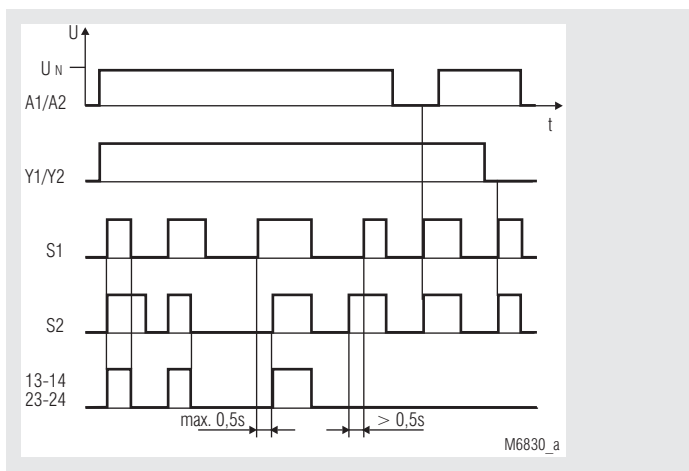 U
U N
A1/A2
t
Y1/Y2
S1
S2
13-14
23-24
max. 0,5s
> 0,5s
M6830_a